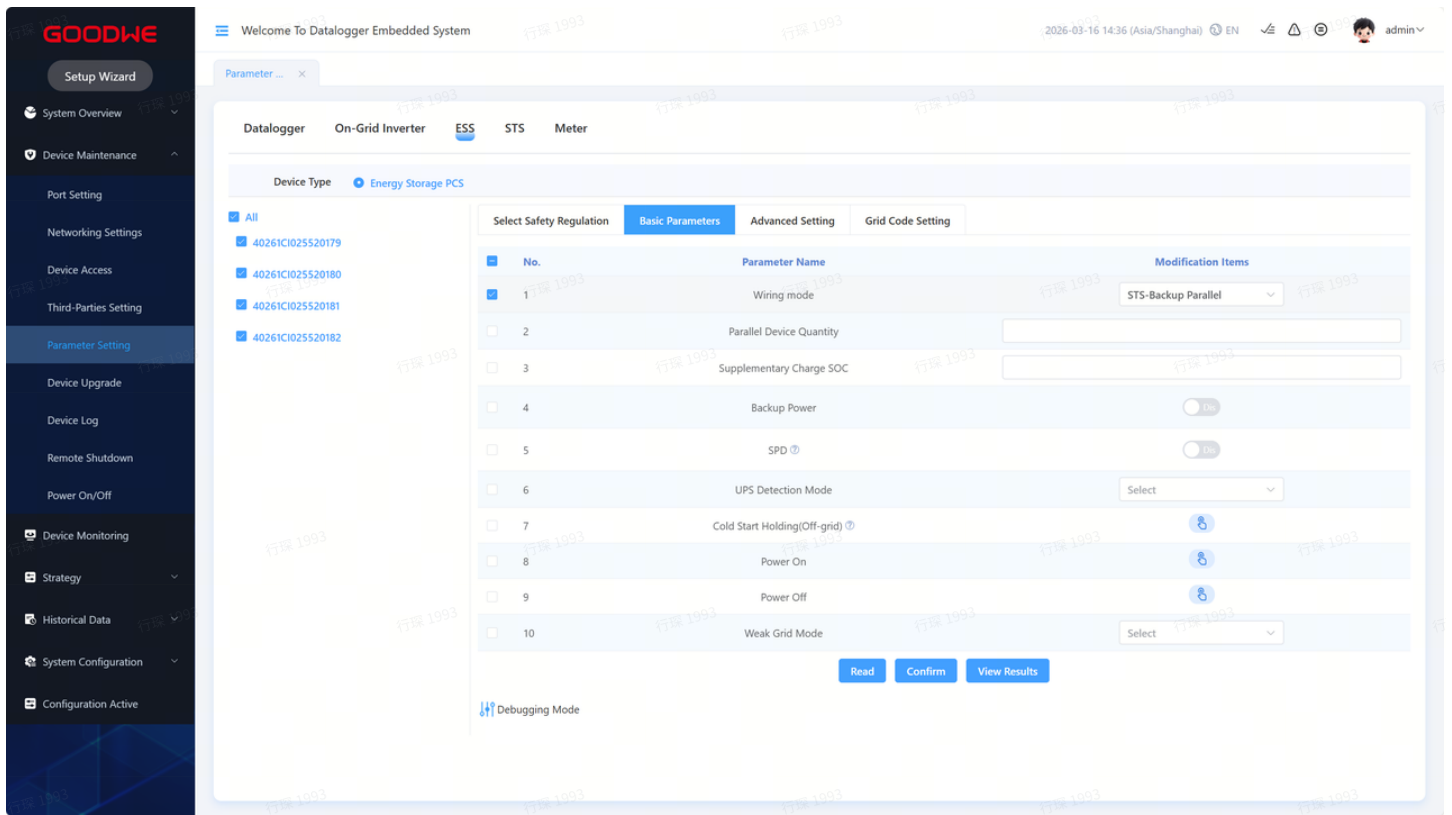 GOODWE
Welcome To Datalogger Embedded System
2026-03-16 14:36 (Asia/Shanghai) EN
admin
Setup Wizard
Parameter ... ×
System Overview
Device Maintenance
Port Setting
Networking Settings
Device Access
Third-Parties Setting
Parameter Setting
Device Upgrade
Device Log
Remote Shutdown
Power On/Off
Device Monitoring
Strategy
Historical Data
System Configuration
Configuration Active
Datalogger On-Grid Inverter ESS STS Meter
Device Type Energy Storage PCS
All
40261CI025520179
40261CI025520180
40261CI025520181
40261CI025520182
Select Safety Regulation Basic Parameters Advanced Setting Grid Code Setting
No. Parameter Name Modification Items
1 Wiring mode STS-Backup Parallel
2 Parallel Device Quantity
3 Supplementary Charge SOC
4 Backup Power Dis
5 SPD Dis
6 UPS Detection Mode Select
7 Cold Start Holding(Off-grid)
8 Power On
9 Power Off
10 Weak Grid Mode Select
Read Confirm View Results
Debugging Mode
行琛 1993